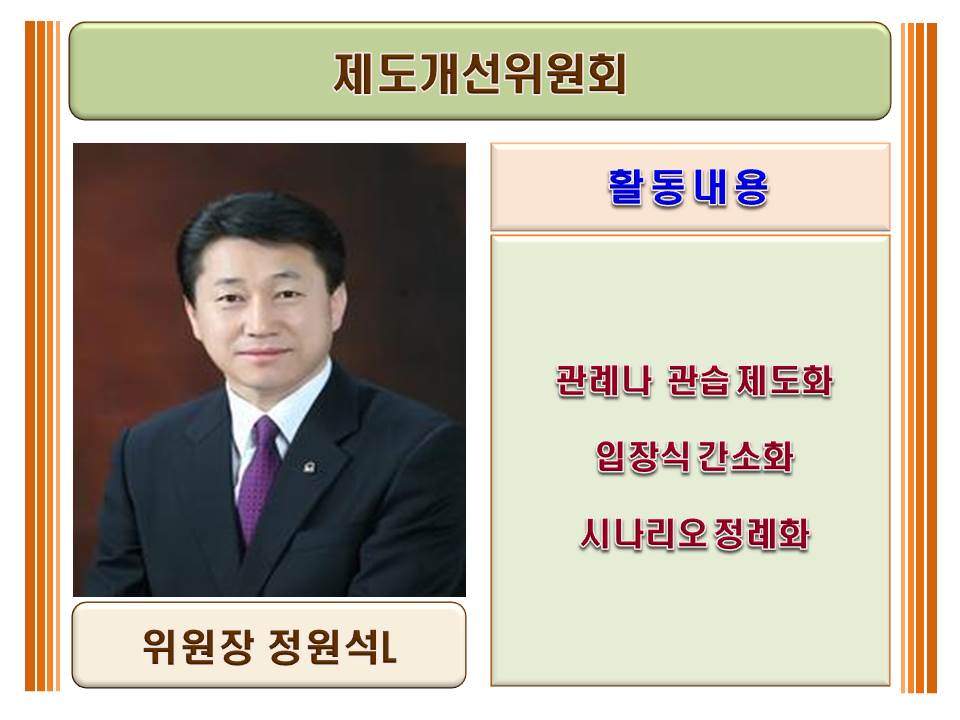 제도개선위원회
활동내용
관례나 관습 제도화
입장식 간소화
시나리오 정례화
위원장 정원석L